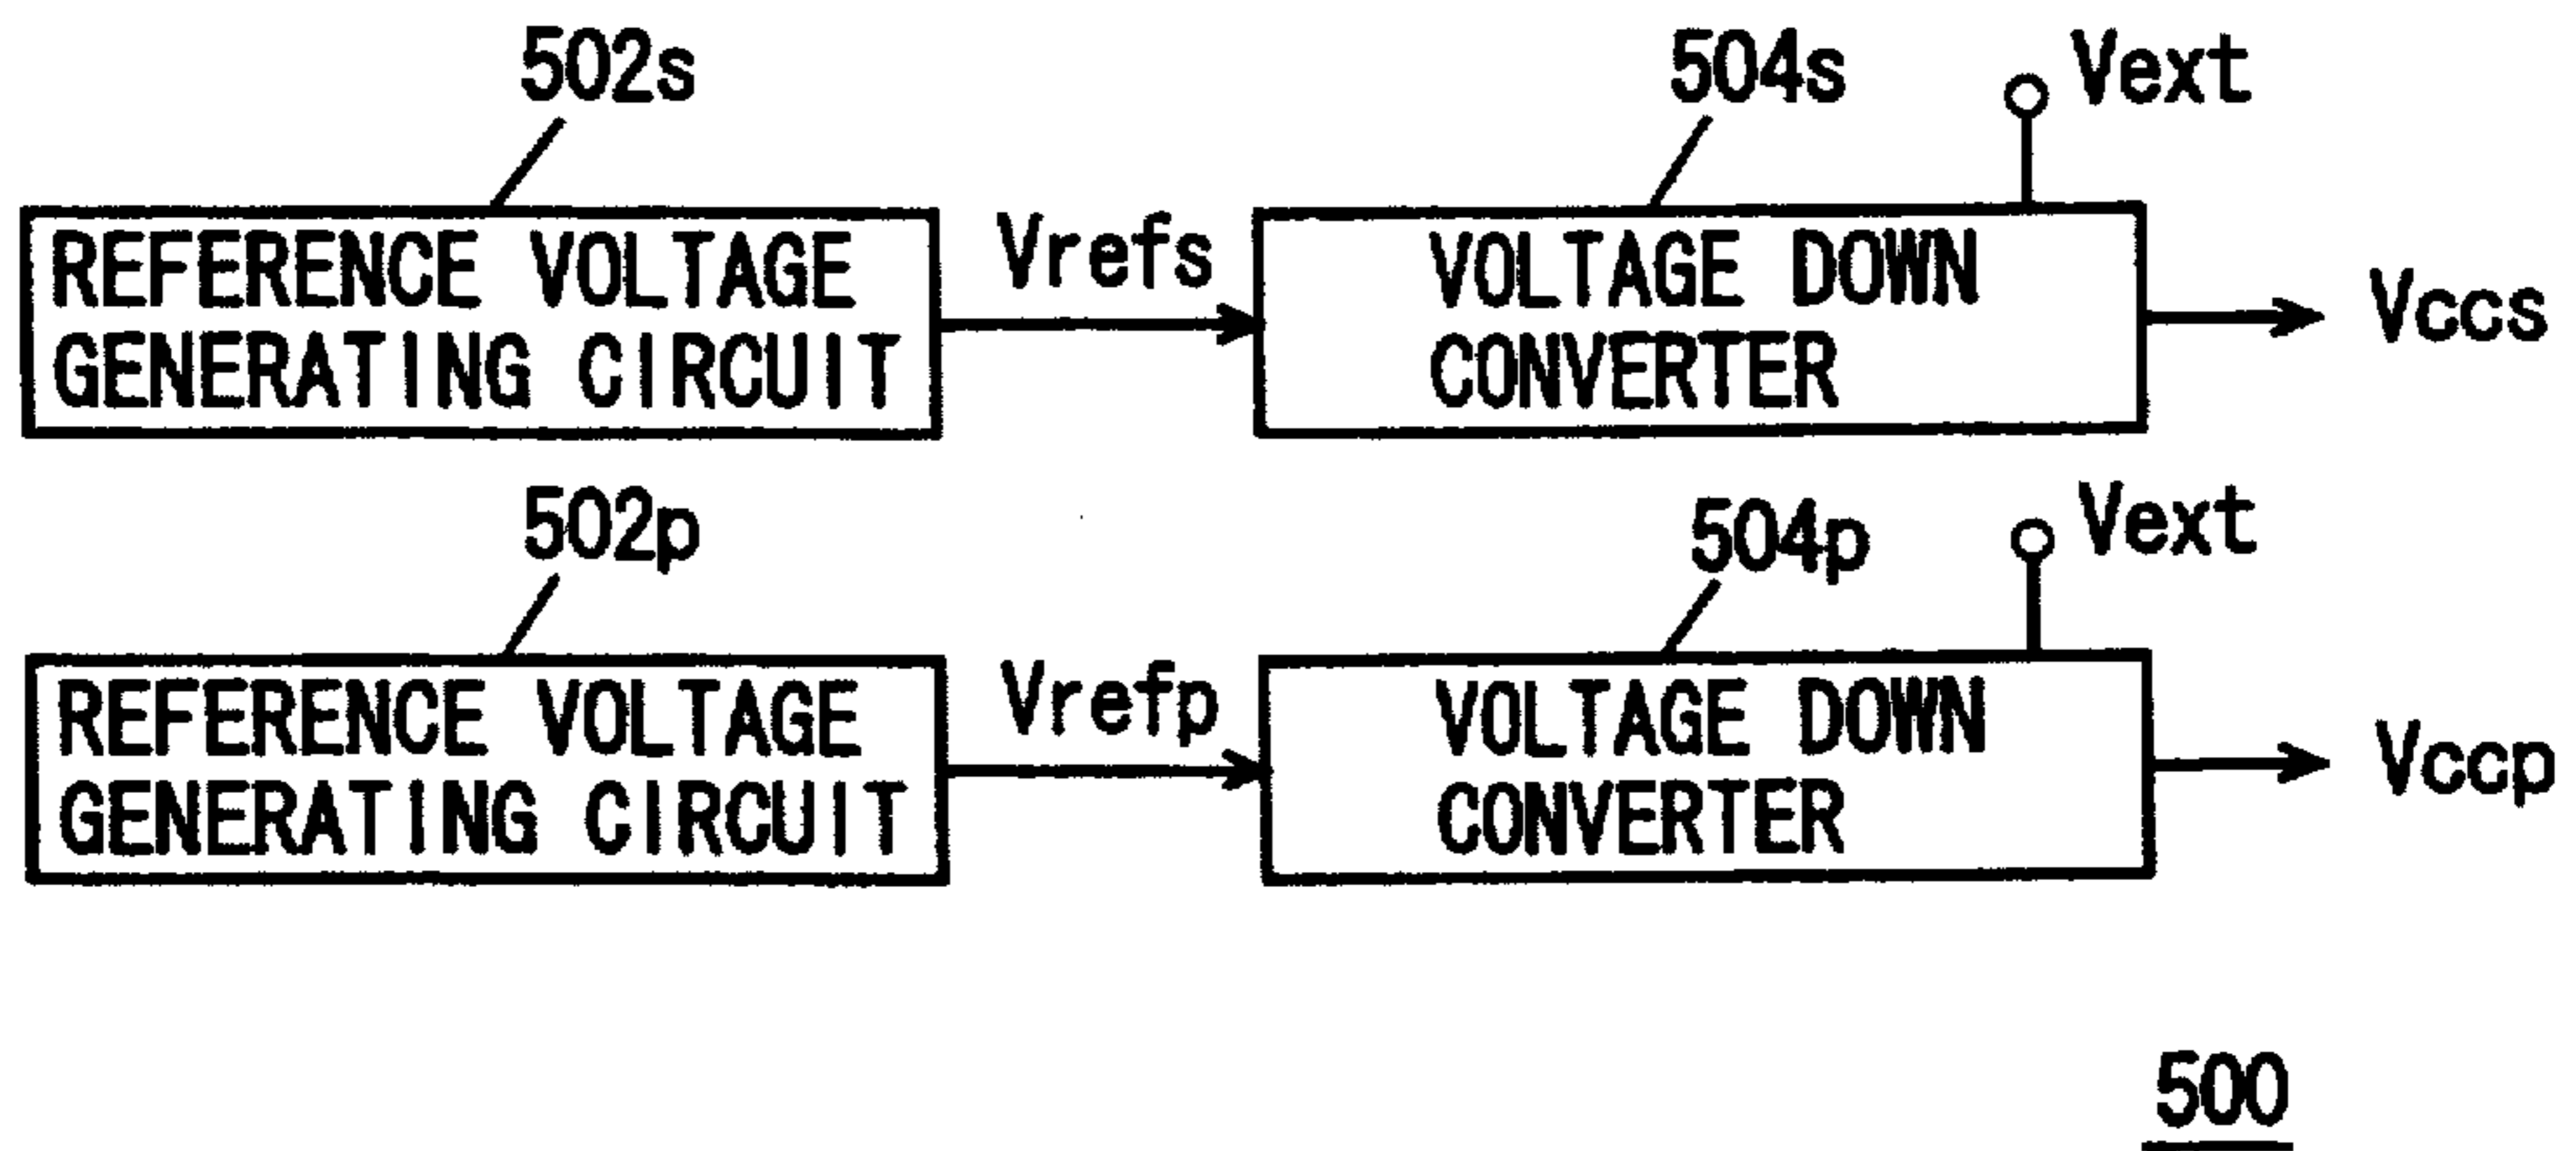 502s
504s
Vext
REFERENCE VOLTAGE
GENERATING CIRCUIT
Vrefs
VOLTAGE DOWN
CONVERTER
Vccs
502p
504p
Vext
REFERENCE VOLTAGE
GENERATING CIRCUIT
Vrefp
VOLTAGE DOWN
CONVERTER
Vccp
500